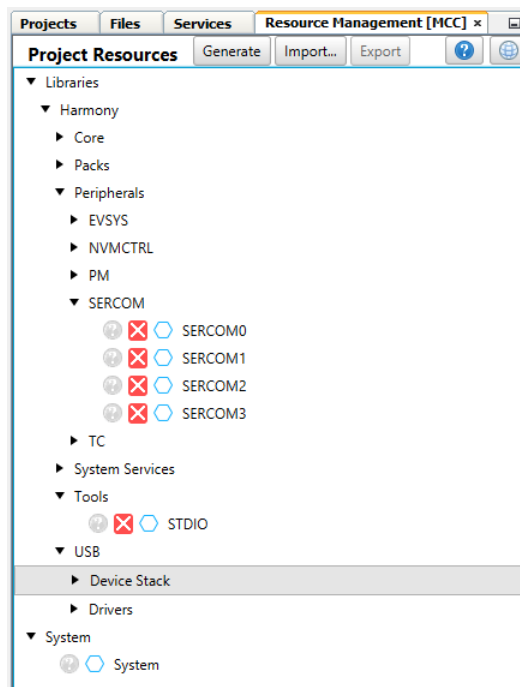 Projects Files Services Resource Management [MCC] ×
Project Resources Generate Import... Export ?
▼ Libraries
▼ Harmony
▶ Core
▶ Packs
▼ Peripherals
▶ EVSYS
▶ NVMCTRL
▶ PM
▼ SERCOM
? SERCOM0
? SERCOM1
? SERCOM2
? SERCOM3
▶ TC
▶ System Services
▼ Tools
? STDIO
▼ USB
▶ Device Stack
▶ Drivers
▼ System
? System